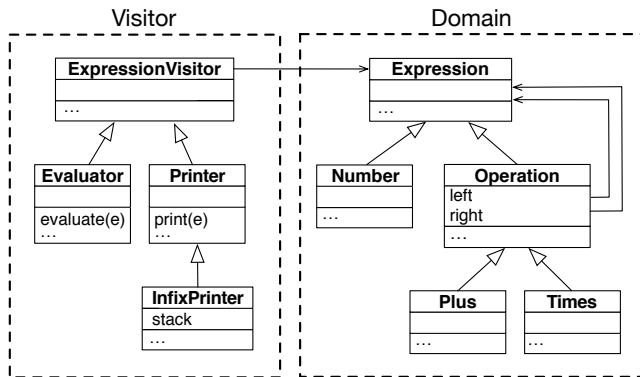 Visitor
Domain
ExpressionVisitor
…
Expression
…
Evaluator
evaluate(e)
…
Printer
print(e)
…
Number
…
Operation
left
right
…
InfixPrinter
stack
…
Plus
…
Times
…